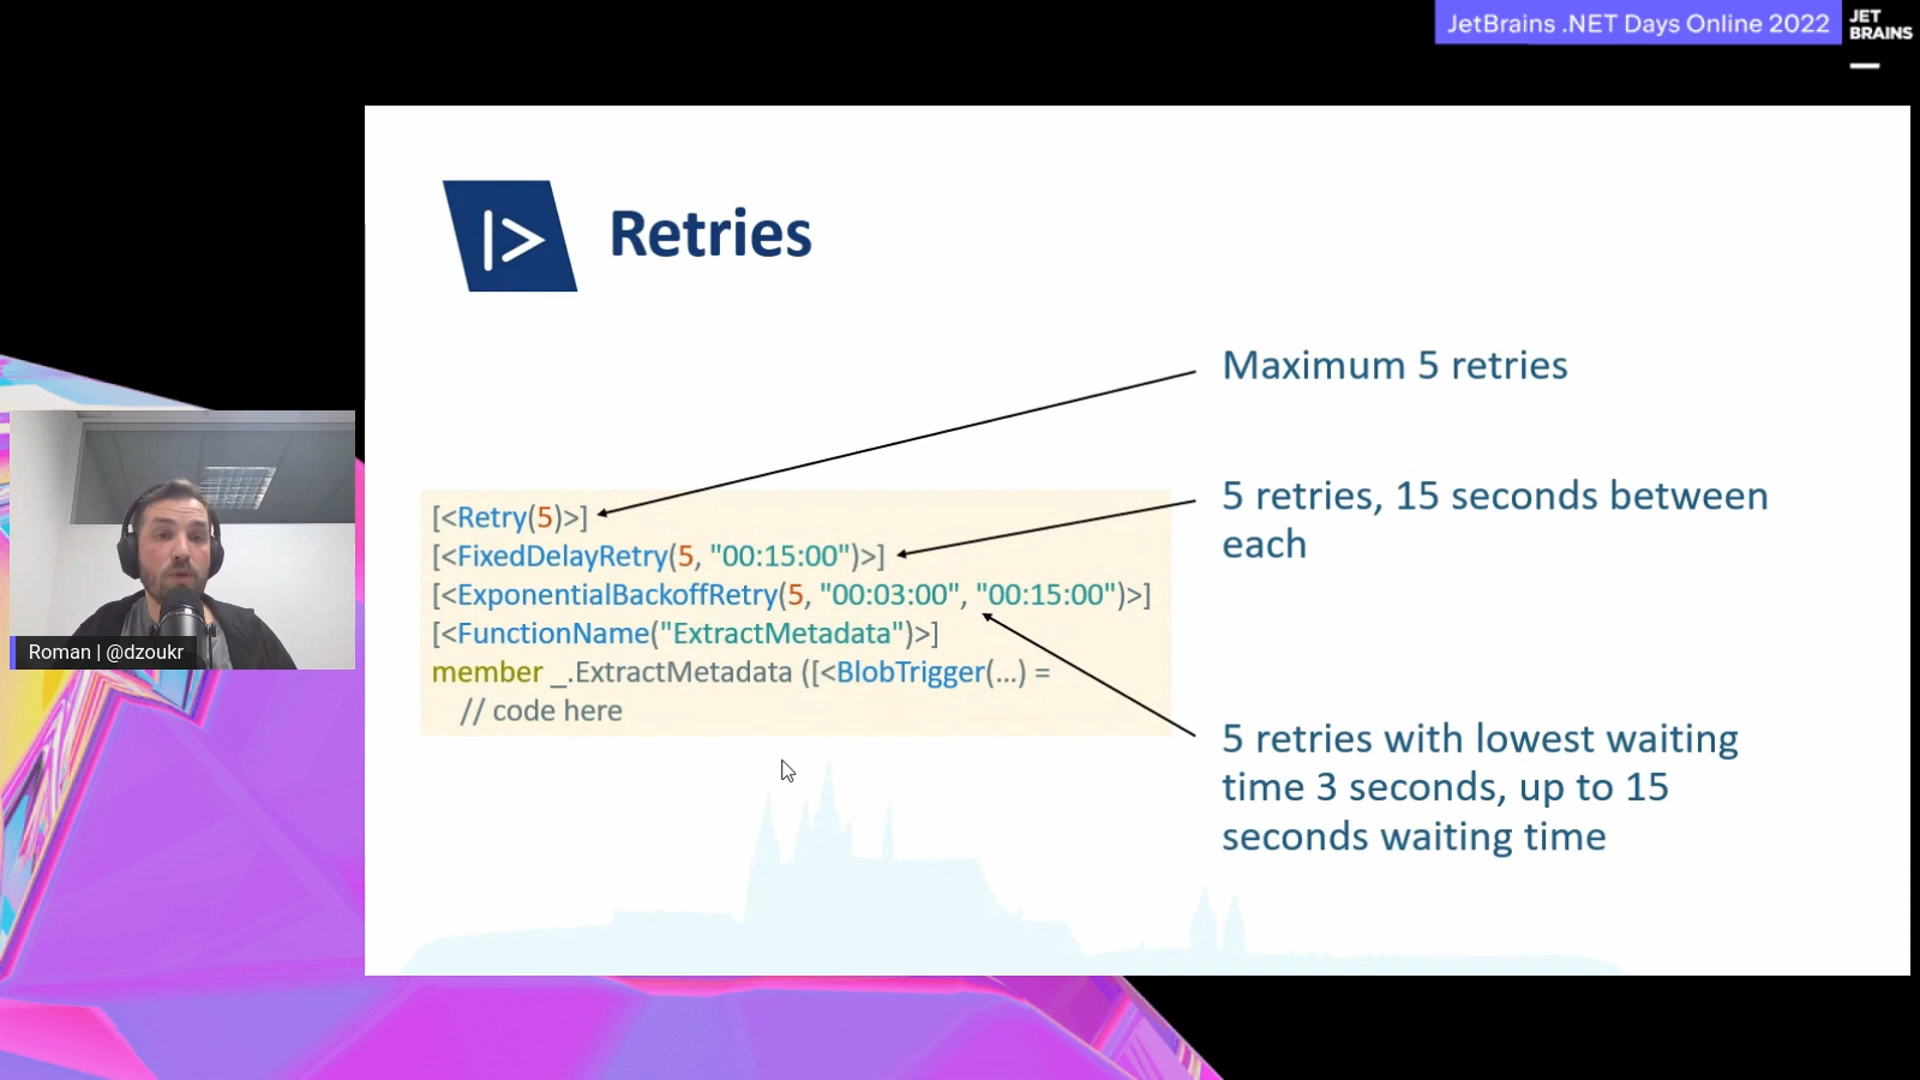 JetBrains .NET Days Online 2022
JET
BRAINS
|> Retries
Maximum 5 retries
5 retries, 15 seconds between
each
[<Retry(5)>]
[<FixedDelayRetry(5, "00:15:00")>]
[<ExponentialBackoffRetry(5, "00:03:00", "00:15:00")>]
[<FunctionName("ExtractMetadata")>]
member _.ExtractMetadata ([<BlobTrigger(...) =
// code here
5 retries with lowest waiting
time 3 seconds, up to 15
seconds waiting time
Roman | @dzoukr